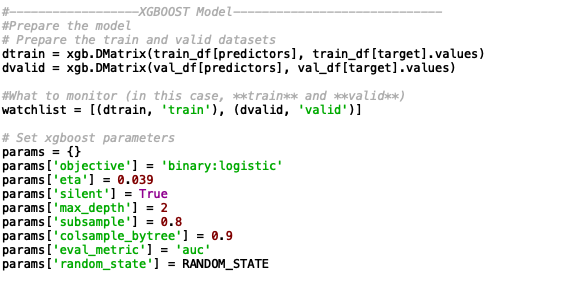 #------------------XGBOOST Model-----------------------------
#Prepare the model
# Prepare the train and valid datasets
dtrain = xgb.DMatrix(train_df[predictors], train_df[target].values)
dvalid = xgb.DMatrix(val_df[predictors], val_df[target].values)
#What to monitor (in this case, **train** and **valid**)
watchlist = [(dtrain, 'train'), (dvalid, 'valid')]
# Set xgboost parameters
params = {}
params['objective'] = 'binary:logistic'
params['eta'] = 0.039
params['silent'] = True
params['max_depth'] = 2
params['subsample'] = 0.8
params['colsample_bytree'] = 0.9
params['eval_metric'] = 'auc'
params['random_state'] = RANDOM_STATE